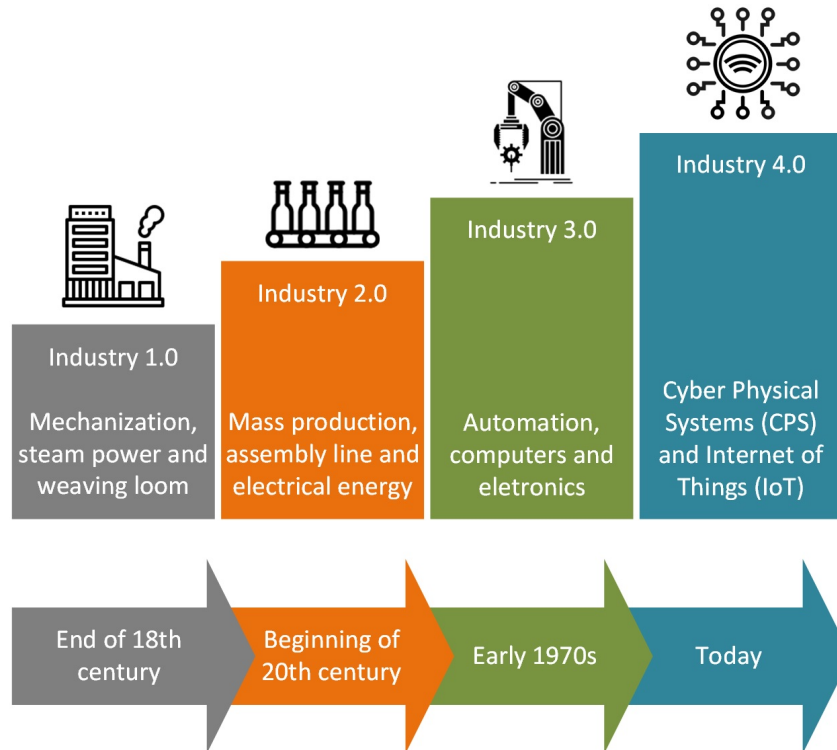 Industry 1.0
Mechanization,
steam power and
weaving loom
Industry 2.0
Mass production,
assembly line and
electrical energy
Industry 3.0
Automation,
computers and
eletronics
Industry 4.0
Cyber Physical
Systems (CPS)
and Internet of
Things (IoT)
End of 18th
century
Beginning of
20th century
Early 1970s
Today